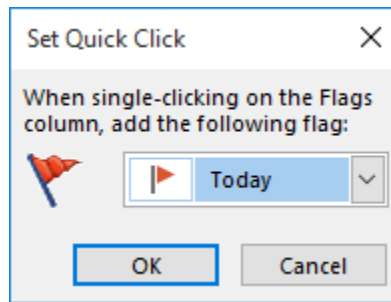 Set Quick Click
When single-clicking on the Flags
column, add the following flag:
Today
OK
Cancel